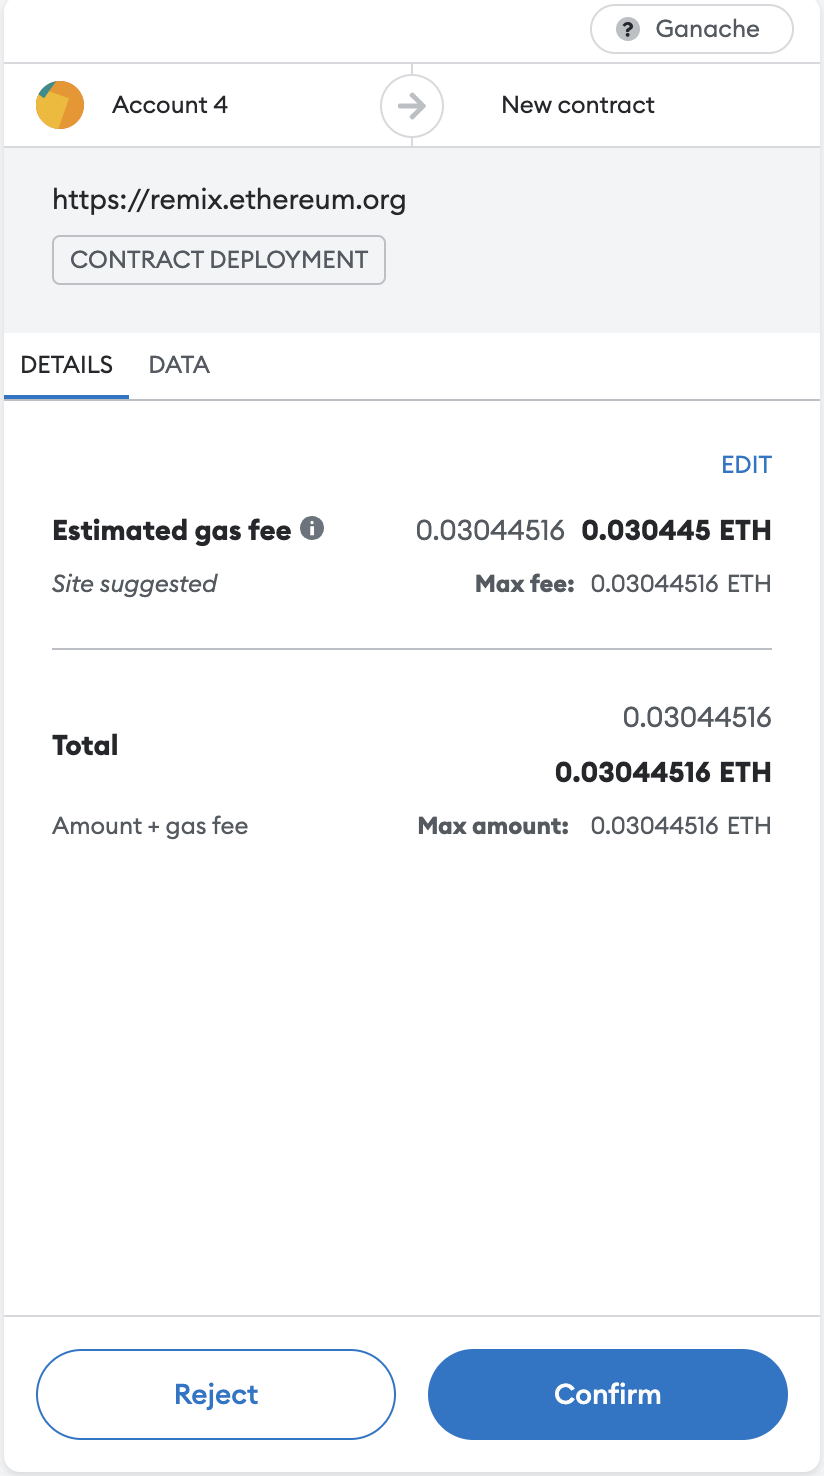 Ganache
Account 4 New contract
https://remix.ethereum.org
CONTRACT DEPLOYMENT
DETAILS DATA
EDIT
Estimated gas fee 0.03044516 0.030445 ETH
Site suggested Max fee: 0.03044516 ETH
0.03044516
Total
0.03044516 ETH
Amount + gas fee Max amount: 0.03044516 ETH
Reject Confirm